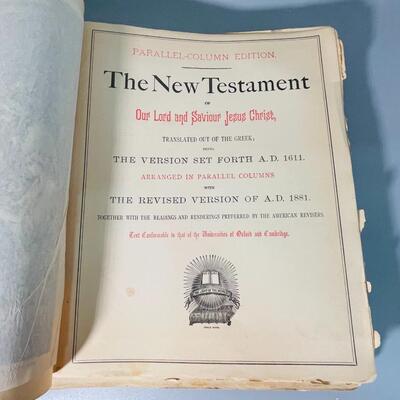 PARALLEL-COLUMN EDITION.
The New Testament
OF
Our Lord and Saviour Jesus Christ,
TRANSLATED OUT OF THE GREEK;
BEING
THE VERSION SET FORTH A.D. 1611.
ARRANGED IN PARALLEL COLUMNS
WITH
THE REVISED VERSION OF A.D. 1881.
TOGETHER WITH THE READINGS AND RENDERINGS PREFERRED BY THE AMERICAN REVISERS.
Text Conformable to that of the Universities of Oxford and Cambridge.